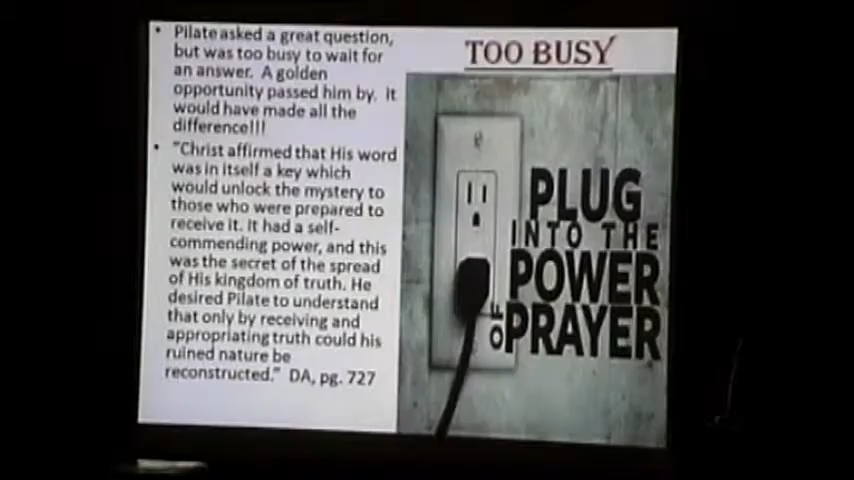 • Pilate asked a great question,
but was too busy to wait for
an answer. A golden
opportunity passed him by. It
would have made all the
difference!!!
• "Christ affirmed that His word
was in itself a key which
would unlock the mystery to
those who were prepared to
receive it. It had a self-
commending power, and this
was the secret of the spread
of His kingdom of truth. He
desired Pilate to understand
that only by receiving and
appropriating truth could his
ruined nature be
reconstructed." DA, pg. 727
TOO BUSY
PLUG
INTO THE
POWER
OF PRAYER